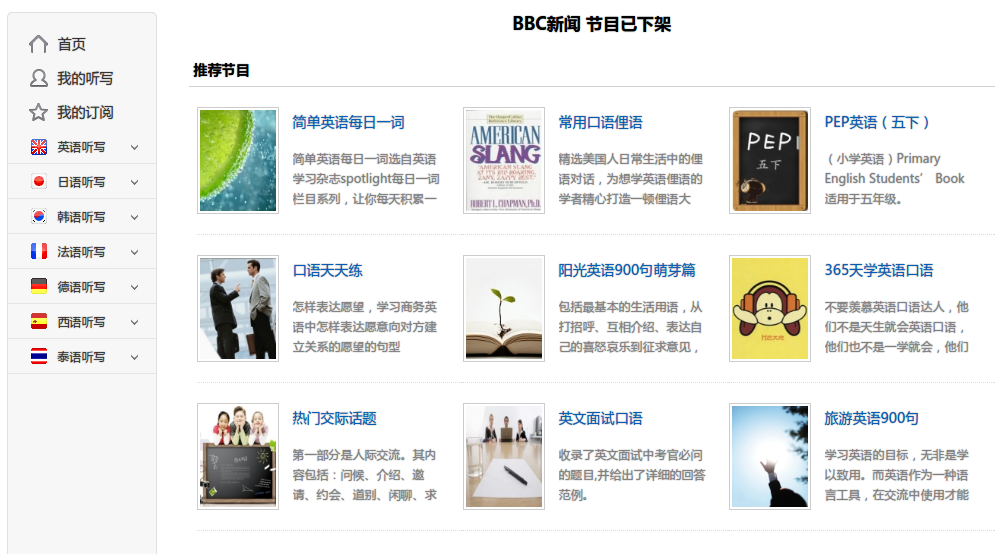 BBC新闻 节目已下架
首页
我的听写
我的订阅
英语听写
日语听写
韩语听写
法语听写
德语听写
西语听写
泰语听写
推荐节目
简单英语每日一词
简单英语每日一词选自英语
学习杂志spotlight每日一词
栏目系列，让你每天积累一
AMERICAN
SLANG
ROBERT L. CHAPMAN, Ph.D.
常用口语俚语
精选美国人日常生活中的俚
语对话，为想学英语俚语的
学者精心打造一顿俚语大
PEP
五下
PEP英语（五下）
（小学英语）Primary
English Students’ Book
适用于五年级。
口语天天练
怎样表达愿望，学习商务英
语中怎样表达愿意向对方建
立关系的愿望的句型
阳光英语900句萌芽篇
包括最基本的生活用语，从
打招呼、互相介绍、表达自
己的喜怒哀乐到征求意见，
365天学英语口语
不要羡慕英语口语达人，他
们不是天生就会英语口语，
他们也不是一学就会，他们
热门交际话题
第一部分是人际交流。其内
容包括：问候、介绍、邀
请、约会、道别、闲聊、求
英文面试口语
收录了英文面试中考官必问
的题目,并给出了详细的回答
范例。
旅游英语900句
学习英语的目标，无非是学
以致用。而英语作为一种语
言工具，在交流中使用才能